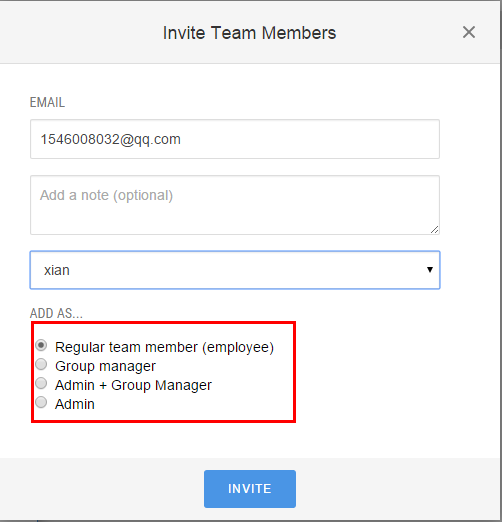 Invite Team Members
EMAIL
1546008032@qq.com
Add a note (optional)
xian
ADD AS...
Regular team member (employee)
Group manager
Admin + Group Manager
Admin
INVITE